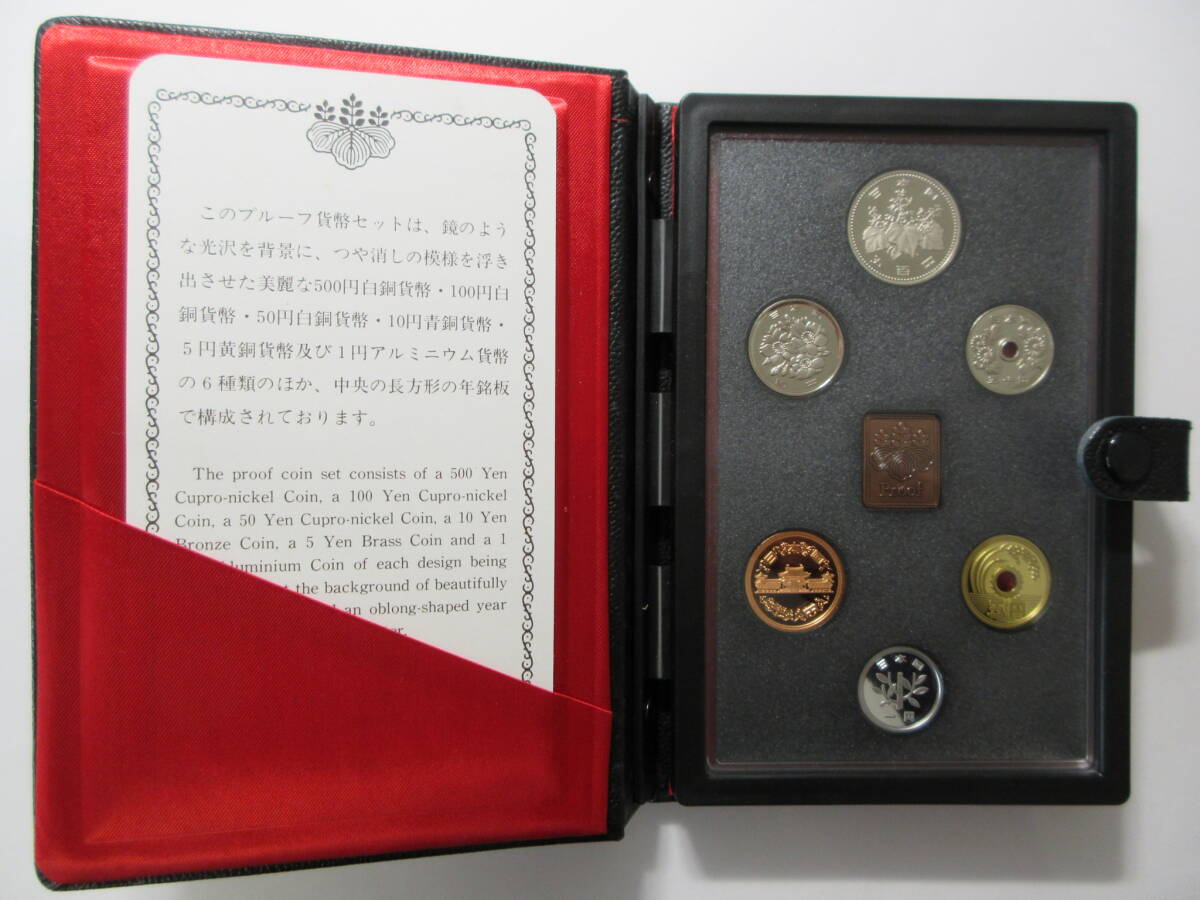 このプルーフ貨幣セットは、鏡のよう
な光沢を背景に、つや消しの模様を浮き
出させた美麗な500円白銅貨幣・100円白
銅貨幣・50円白銅貨幣・10円青銅貨幣・
5円黄銅貨幣及び1円アルミニウム貨幣
の6種類のほか、中央の長方形の年銘板
で構成されております。
The proof coin set consists of a 500 Yen
Cupro-nickel Coin, a 100 Yen Cupro-nickel
Coin, a 50 Yen Cupro-nickel Coin, a 10 Yen
Bronze Coin, a 5 Yen Brass Coin and a 1
Aluminium Coin of each design being
the background of beautifully
an oblong-shaped year
Proof
五円
日本国
一円